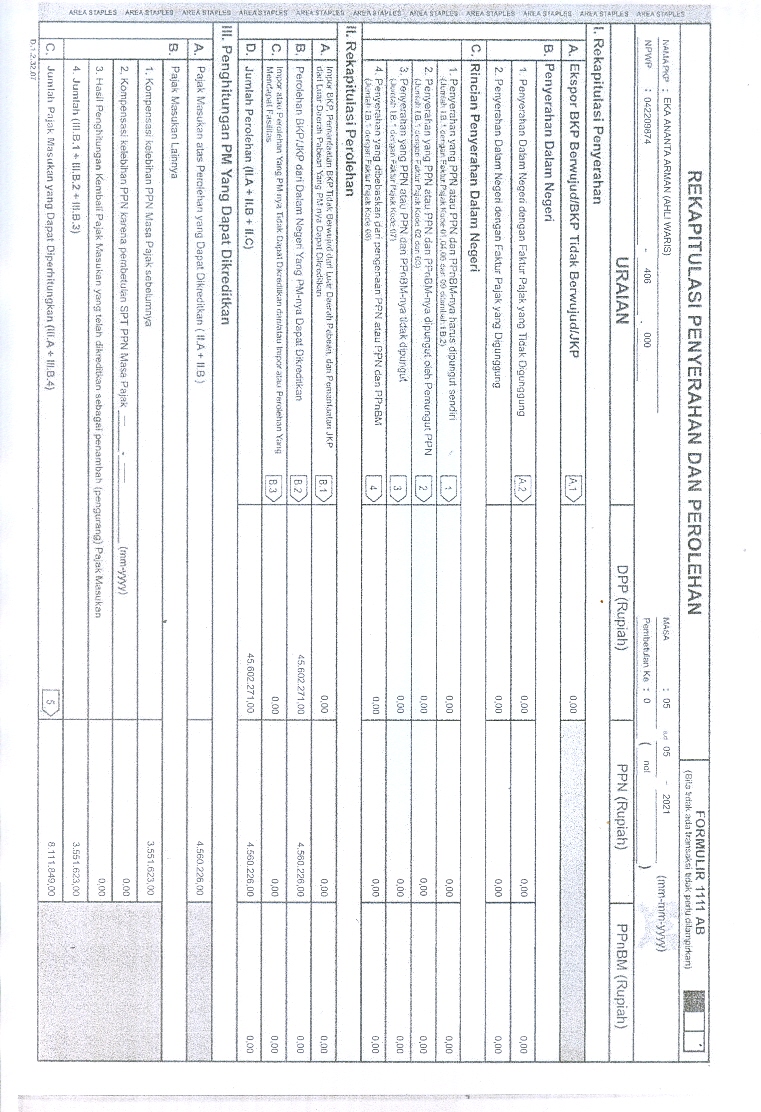 AREA STAPLES AREA STAPLES AREA STAPLES AREA STAPLES AREA STAPLES AREA STAPLES AREA STAPLES AREA STAPLES AREA STAPLES AREA STAPLES
REKAPITULASI PENYERAHAN DAN PEROLEHAN
FORMULIR 1111 AB
(Bila tidak ada transaksi tidak perlu dilampirkan)
NAMA PKP : EKA ANANTA ARMAN (AHLI WARIS)
MASA : 05 s.d 05 - 2021 (mm-mm-yyyy)
NPWP : 042209874 - 406 . 000
Pembetulan Ke : 0 ( nol )
URAIAN DPP (Rupiah) PPN (Rupiah) PPnBM (Rupiah)
I. Rekapitulasi Penyerahan
A. Ekspor BKP Berwujud/BKP Tidak Berwujud/JKP A.1 0,00
B. Penyerahan Dalam Negeri
1. Penyerahan Dalam Negeri dengan Faktur Pajak yang Tidak Digunggung A.2 0,00 0,00 0,00
2. Penyerahan Dalam Negeri dengan Faktur Pajak yang Digunggung 0,00 0,00 0,00
C. Rincian Penyerahan Dalam Negeri
1. Penyerahan yang PPN atau PPN dan PPnBM-nya harus dipungut sendiri 1 0,00 0,00 0,00
(Jumlah I.B.1 dengan Faktur Pajak Kode 01,04,06 dan 09 ditambah I.B.2)
2. Penyerahan yang PPN atau PPN dan PPnBM-nya dipungut oleh Pemungut PPN 2 0,00 0,00 0,00
(Jumlah I.B.1 dengan Faktur Pajak Kode 02 dan 03)
3. Penyerahan yang PPN atau PPN dan PPnBM-nya tidak dipungut 3 0,00 0,00 0,00
(Jumlah I.B.1 dengan Faktur Pajak Kode 07)
4. Penyerahan yang dibebaskan dari pengenaan PPN atau PPN dan PPnBM 4 0,00 0,00 0,00
(Jumlah I.B.1 dengan Faktur Pajak Kode 08)
II. Rekapitulasi Perolehan
A. Impor BKP, Pemanfaatan BKP Tidak Berwujud dari Luar Daerah Pabean, dan Pemanfaatan JKP
dari Luar Daerah Pabean Yang PM-nya Dapat Dikreditkan B.1 0,00 0,00 0,00
B. Perolehan BKP/JKP dari Dalam Negeri Yang PM-nya Dapat Dikreditkan B.2 45.602.271,00 4.560.226,00 0,00
C. Impor atau Perolehan Yang PM-nya Tidak Dapat Dikreditkan dan/atau Impor atau Perolehan Yang
Mendapat Fasilitas B.3 0,00 0,00 0,00
D. Jumlah Perolehan (II.A + II.B + II.C) 45.602.271,00 4.560.226,00 0,00
III. Penghitungan PM Yang Dapat Dikreditkan
A. Pajak Masukan atas Perolehan yang Dapat Dikreditkan ( II.A + II.B ) 4.560.226,00
B. Pajak Masukan Lainnya
1. Kompensasi kelebihan PPN Masa Pajak sebelumnya 3.551.623,00
2. Kompensasi kelebihan PPN karena pembetulan SPT PPN Masa Pajak - (mm-yyyy) 0,00
3. Hasil Penghitungan Kembali Pajak Masukan yang telah dikreditkan sebagai penambah (pengurang) Pajak Masukan 0,00
4. Jumlah (III.B.1 + III.B.2 + III.B.3) 3.551.623,00
C. Jumlah Pajak Masukan yang Dapat Diperhitungkan (III.A + III.B.4) 5 8.111.849,00
D.1.2.32.07